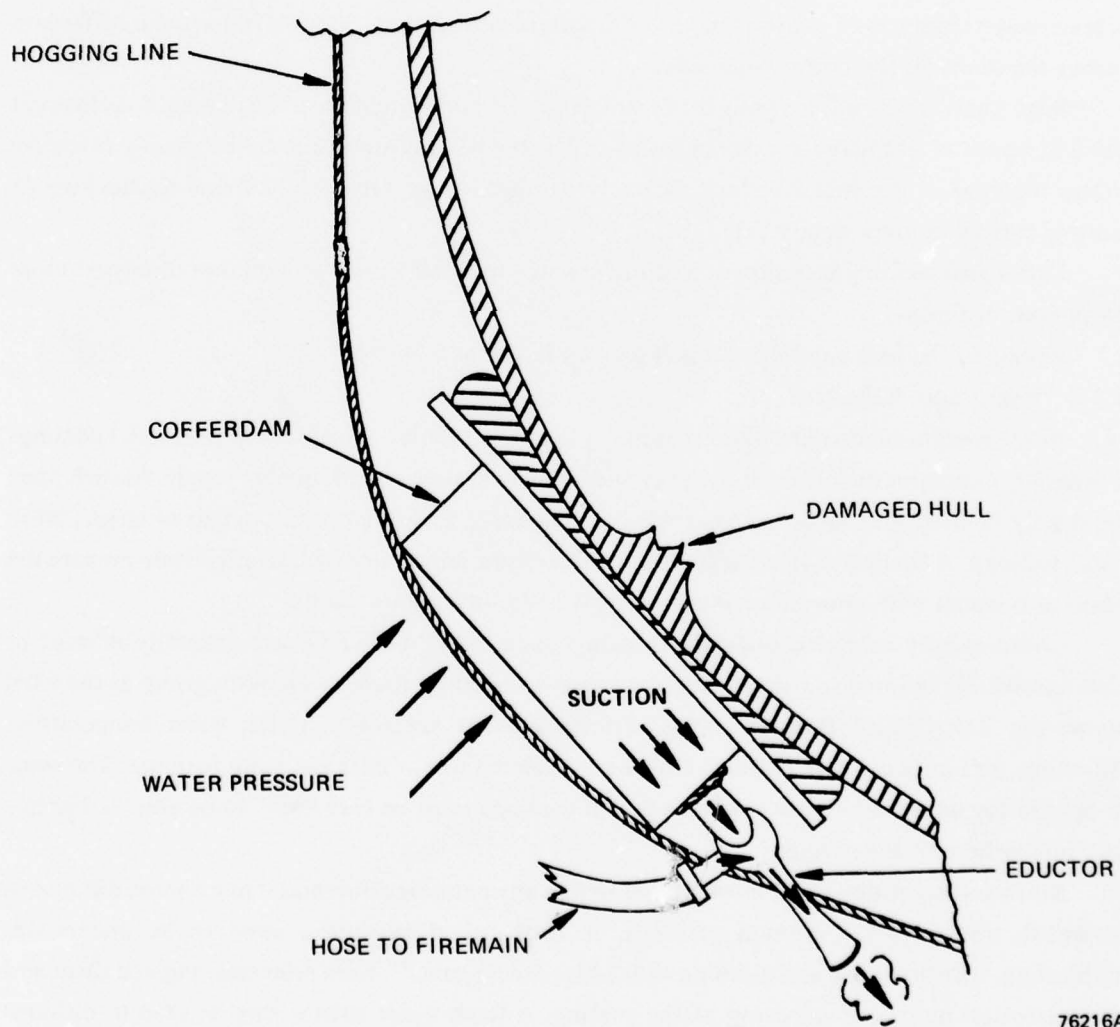 HOGGING LINE
COFFERDAM
DAMAGED HULL
SUCTION
WATER PRESSURE
EDUCTOR
HOSE TO FIREMAIN
76216A